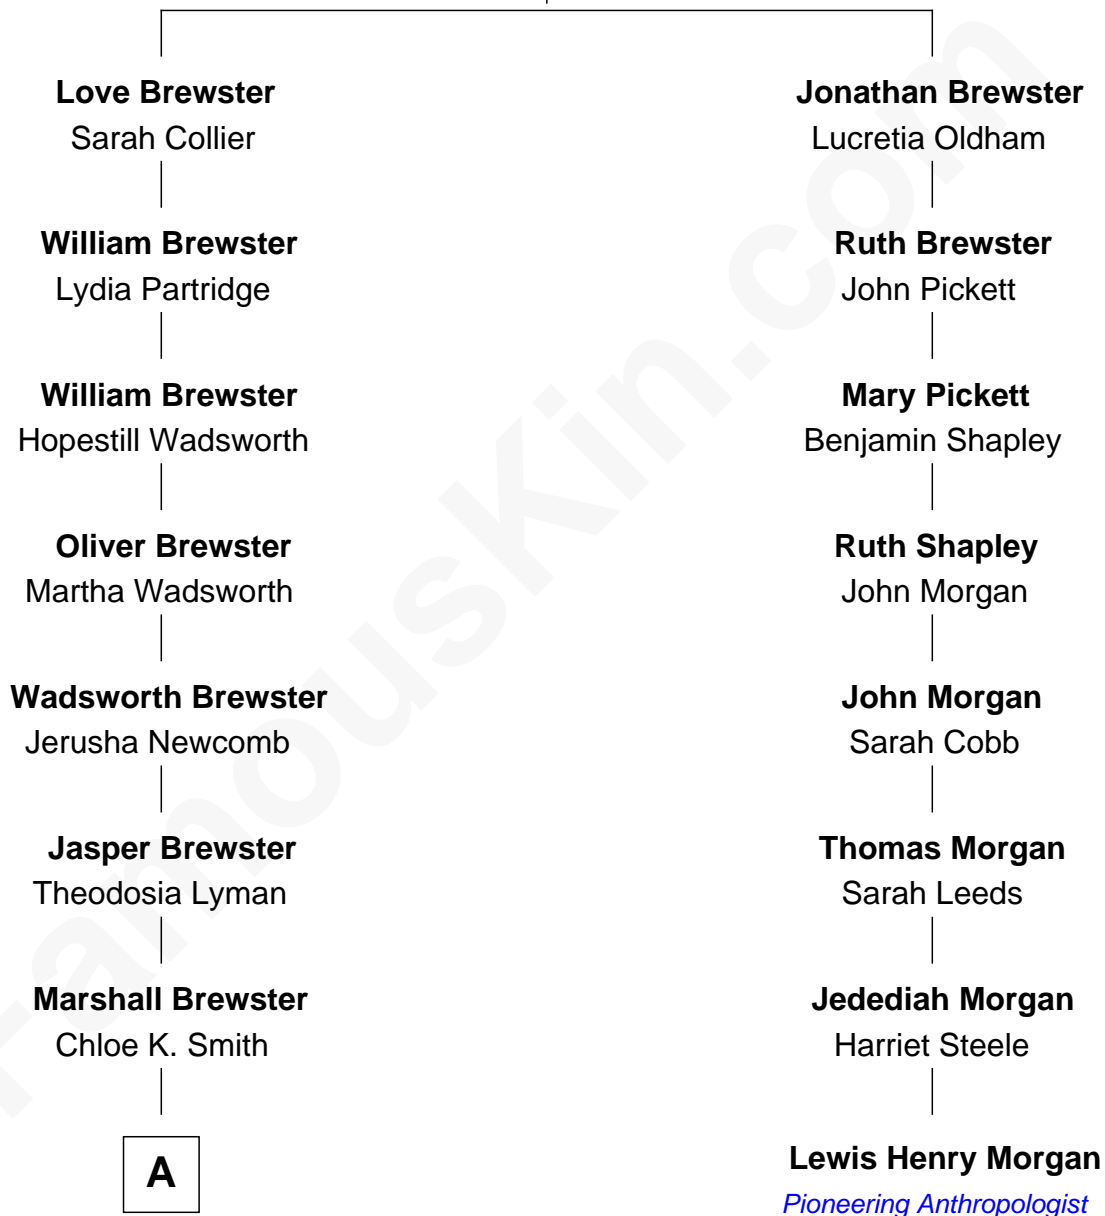 Love Brewster
Sarah Collier
William Brewster
Lydia Partridge
William Brewster
Hopestill Wadsworth
Oliver Brewster
Martha Wadsworth
Wadsworth Brewster
Jerusha Newcomb
Jasper Brewster
Theodosia Lyman
Marshall Brewster
Chloe K. Smith
A
Jonathan Brewster
Lucretia Oldham
Ruth Brewster
John Pickett
Mary Pickett
Benjamin Shapley
Ruth Shapley
John Morgan
John Morgan
Sarah Cobb
Thomas Morgan
Sarah Leeds
Jedediah Morgan
Harriet Steele
Lewis Henry Morgan
Pioneering Anthropologist
FamousKin.com